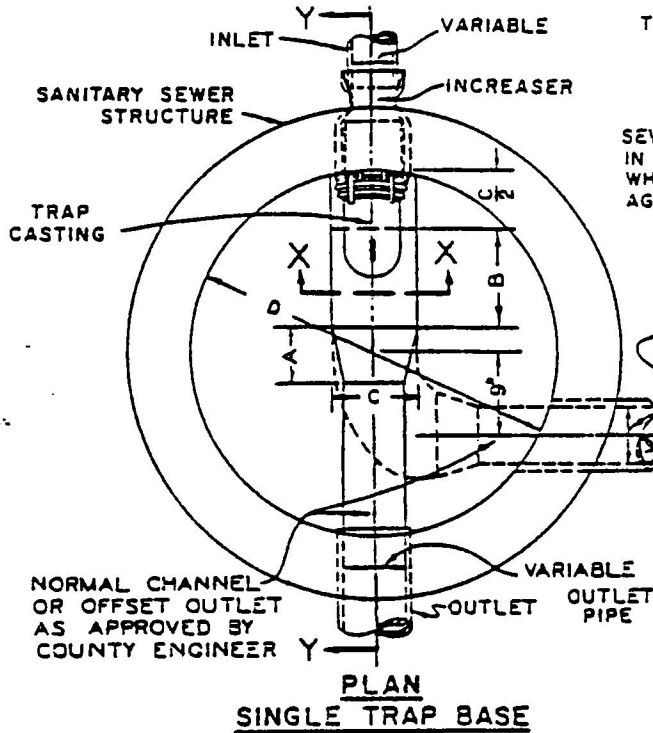 Y
INLET
VARIABLE
T
INCREASER
SANITARY SEWER
STRUCTURE
SEV
IN
WH
AG
C
2
TRAP
CASTING
X X
B
D
A
9"
C
NORMAL CHANNEL
OR OFFSET OUTLET
AS APPROVED BY
COUNTY ENGINEER
VARIABLE
OUTLET
OUTLET
PIPE
Y
PLAN
SINGLE TRAP BASE